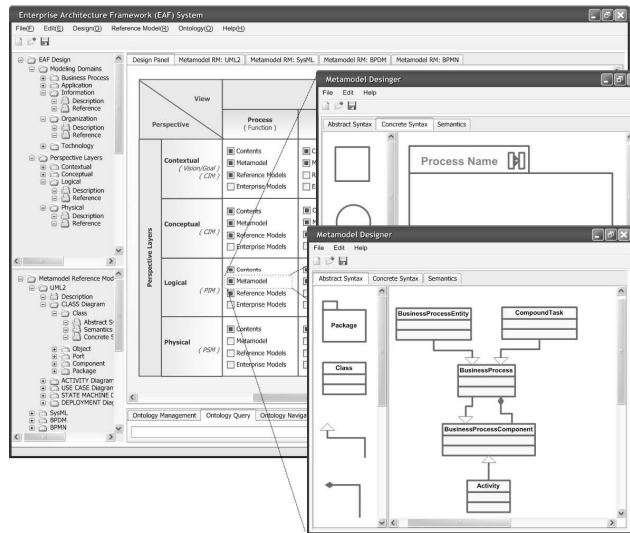 Enterprise Architecture Framework (EAF) System
File(F) Edit(E) Design(D) Reference Model(R) Ontology(O) Help(H)
EAF Design
Modeling Domains
Business Process
Application
Information
Description
Reference
Organization
Description
Reference
Technology
Perspective Layers
Contextual
Conceptual
Logical
Description
Reference
Physical
Description
Reference
Metamodel Reference Mod
UML2
Description
CLASS Diagram
Class
Abstract S
Semantics
Concrete S
Object
Port
Component
Package
ACTIVITY Diagram
USE CASE Diagram
STATE MACHINE D
DEPLOYMENT Diag
SysML
BPDM
BPMN
Design Panel Metamodel RM: UML2 Metamodel RM: SysML Metamodel RM: BPDM Metamodel RM: BPMN
View
Perspective
Process
( Function )
Perspective Layers
Contextual
( Vision/Goal )
( CIM )
Contents
Metamodel
Reference Models
Enterprise Models
Conceptual
( CIM )
Contents
Metamodel
Reference Models
Enterprise Models
Logical
( PIM )
Contents
Metamodel
Reference Models
Enterprise Models
Physical
( PSM )
Contents
Metamodel
Reference Models
Enterprise Models
Ontology Management Ontology Query Ontology Naviga
Metamodel Desinger
File Edit Help
Abstract Syntax Concrete Syntax Semantics
Process Name
Metamodel Designer
File Edit Help
Abstract Syntax Concrete Syntax Semantics
Package
Class
BusinessProcessEntity CompoundTask
BusinessProcess
BusinessProcessComponent
Activity